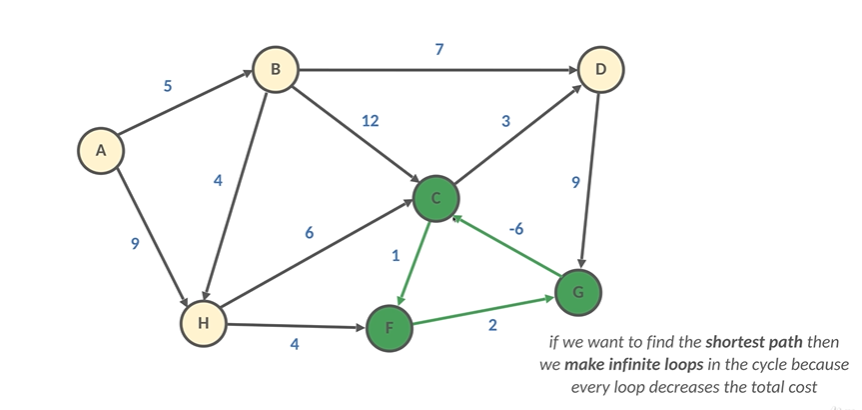 7
B
D
5
12
3
A
4
9
C
6
-6
9
1
G
H
F
4
2
if we want to find the shortest path then
we make infinite loops in the cycle because
every loop decreases the total cost